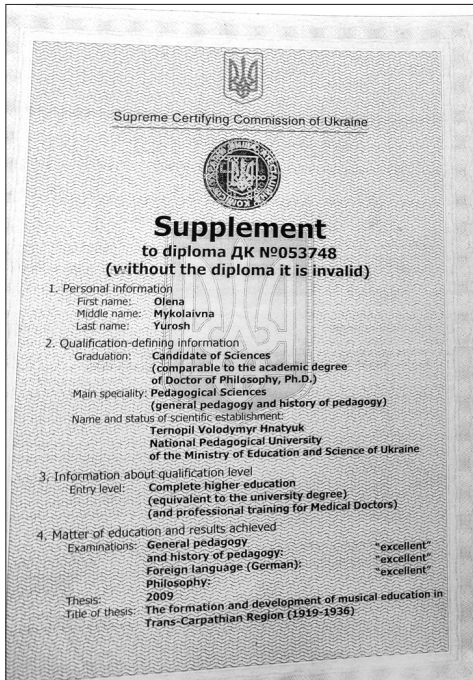 Supreme Certifying Commission of Ukraine
Supplement
to diploma ДК №053748
(without the diploma it is invalid)
1. Personal information
First name: Olena
Middle name: Mykolaivna
Last name: Yurosh
2. Qualification-defining information
Graduation: Candidate of Sciences
(comparable to the academic degree
of Doctor of Philosophy, Ph.D.)
Main speciality: Pedagogical Sciences
(general pedagogy and history of pedagogy)
Name and status of scientific establishment:
Ternopil Volodymyr Hnatyuk
National Pedagogical University
of the Ministry of Education and Science of Ukraine
3. Information about qualification level
Entry level: Complete higher education
(equivalent to the university degree)
(and professional training for Medical Doctors)
4. Matter of education and results achieved
Examinations: General pedagogy
and history of pedagogy: "excellent"
Foreign language (German): "excellent"
Philosophy: "excellent"
Thesis: 2009
Title of thesis: The formation and development of musical education in
Trans-Carpathian Region (1919-1936)